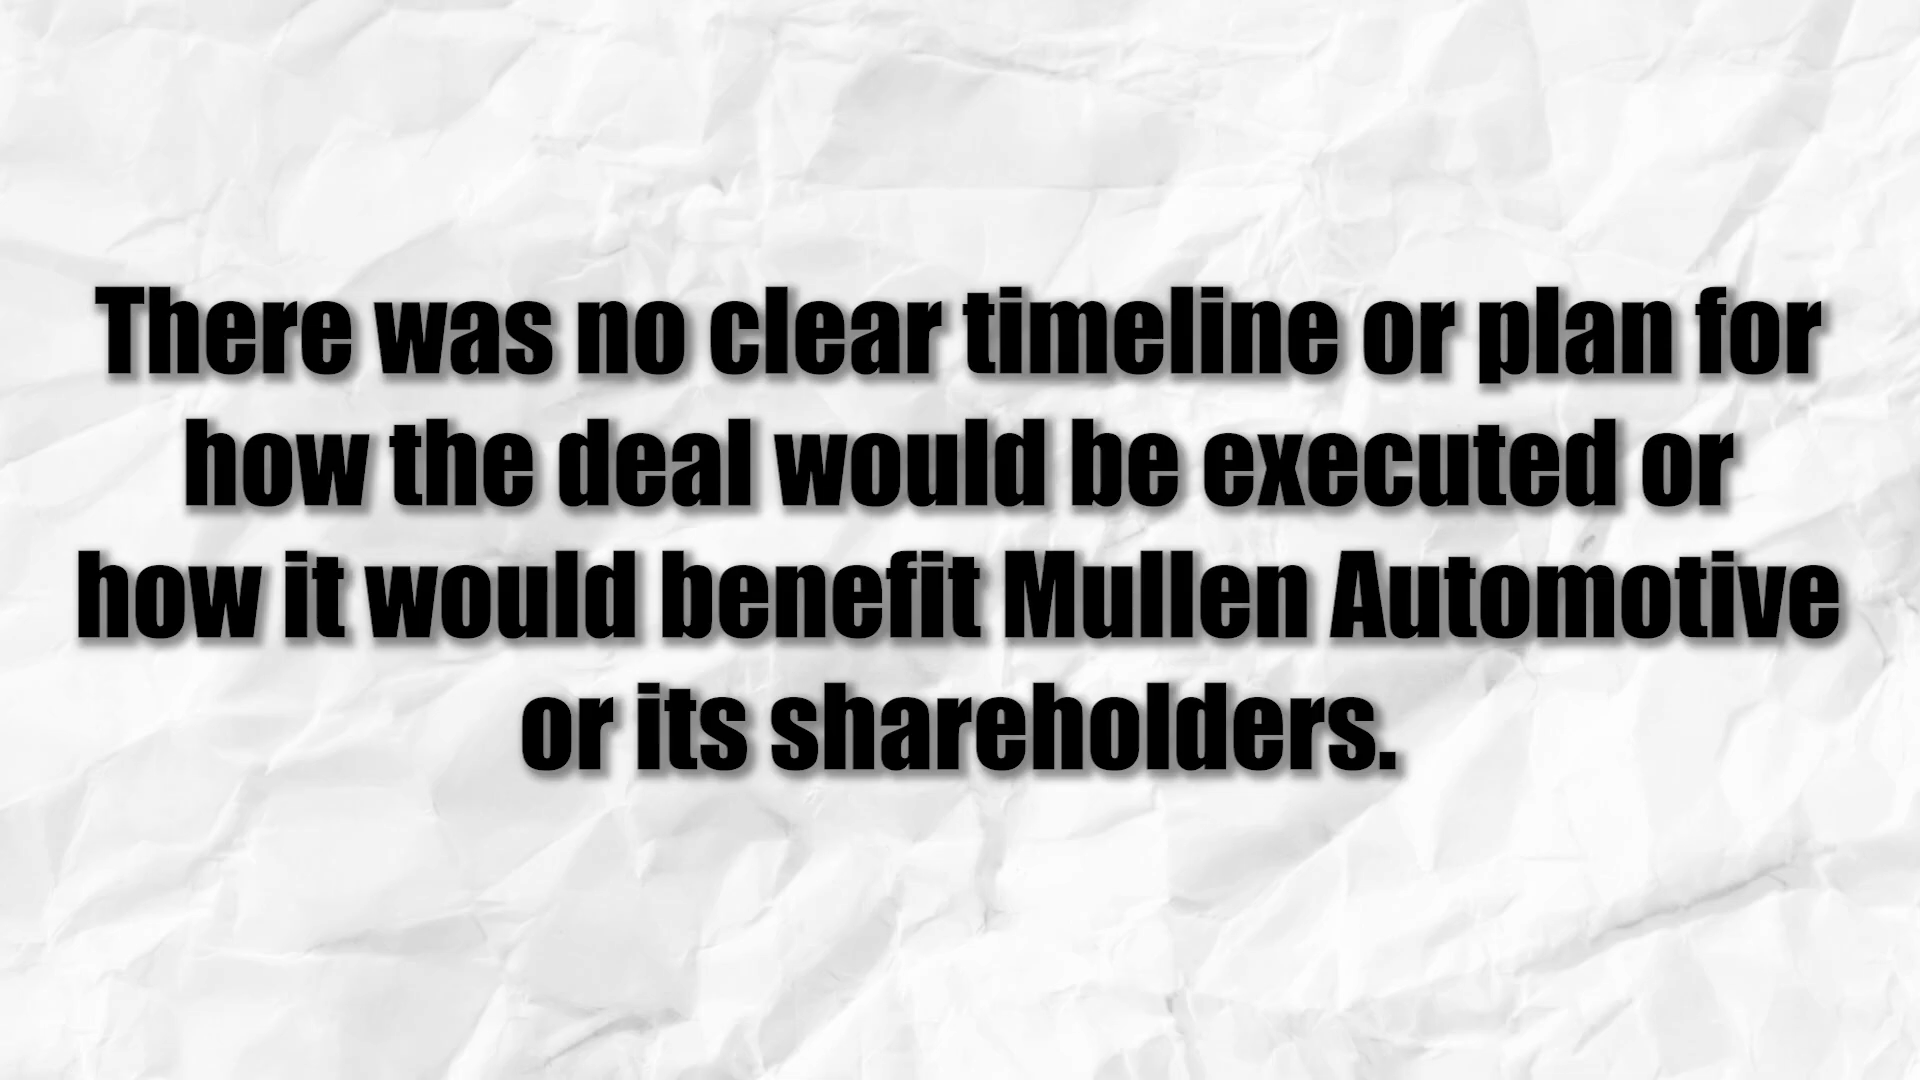 There was no clear timeline or plan for
how the deal would be executed or
how it would benefit Mullen Automotive
or its shareholders.